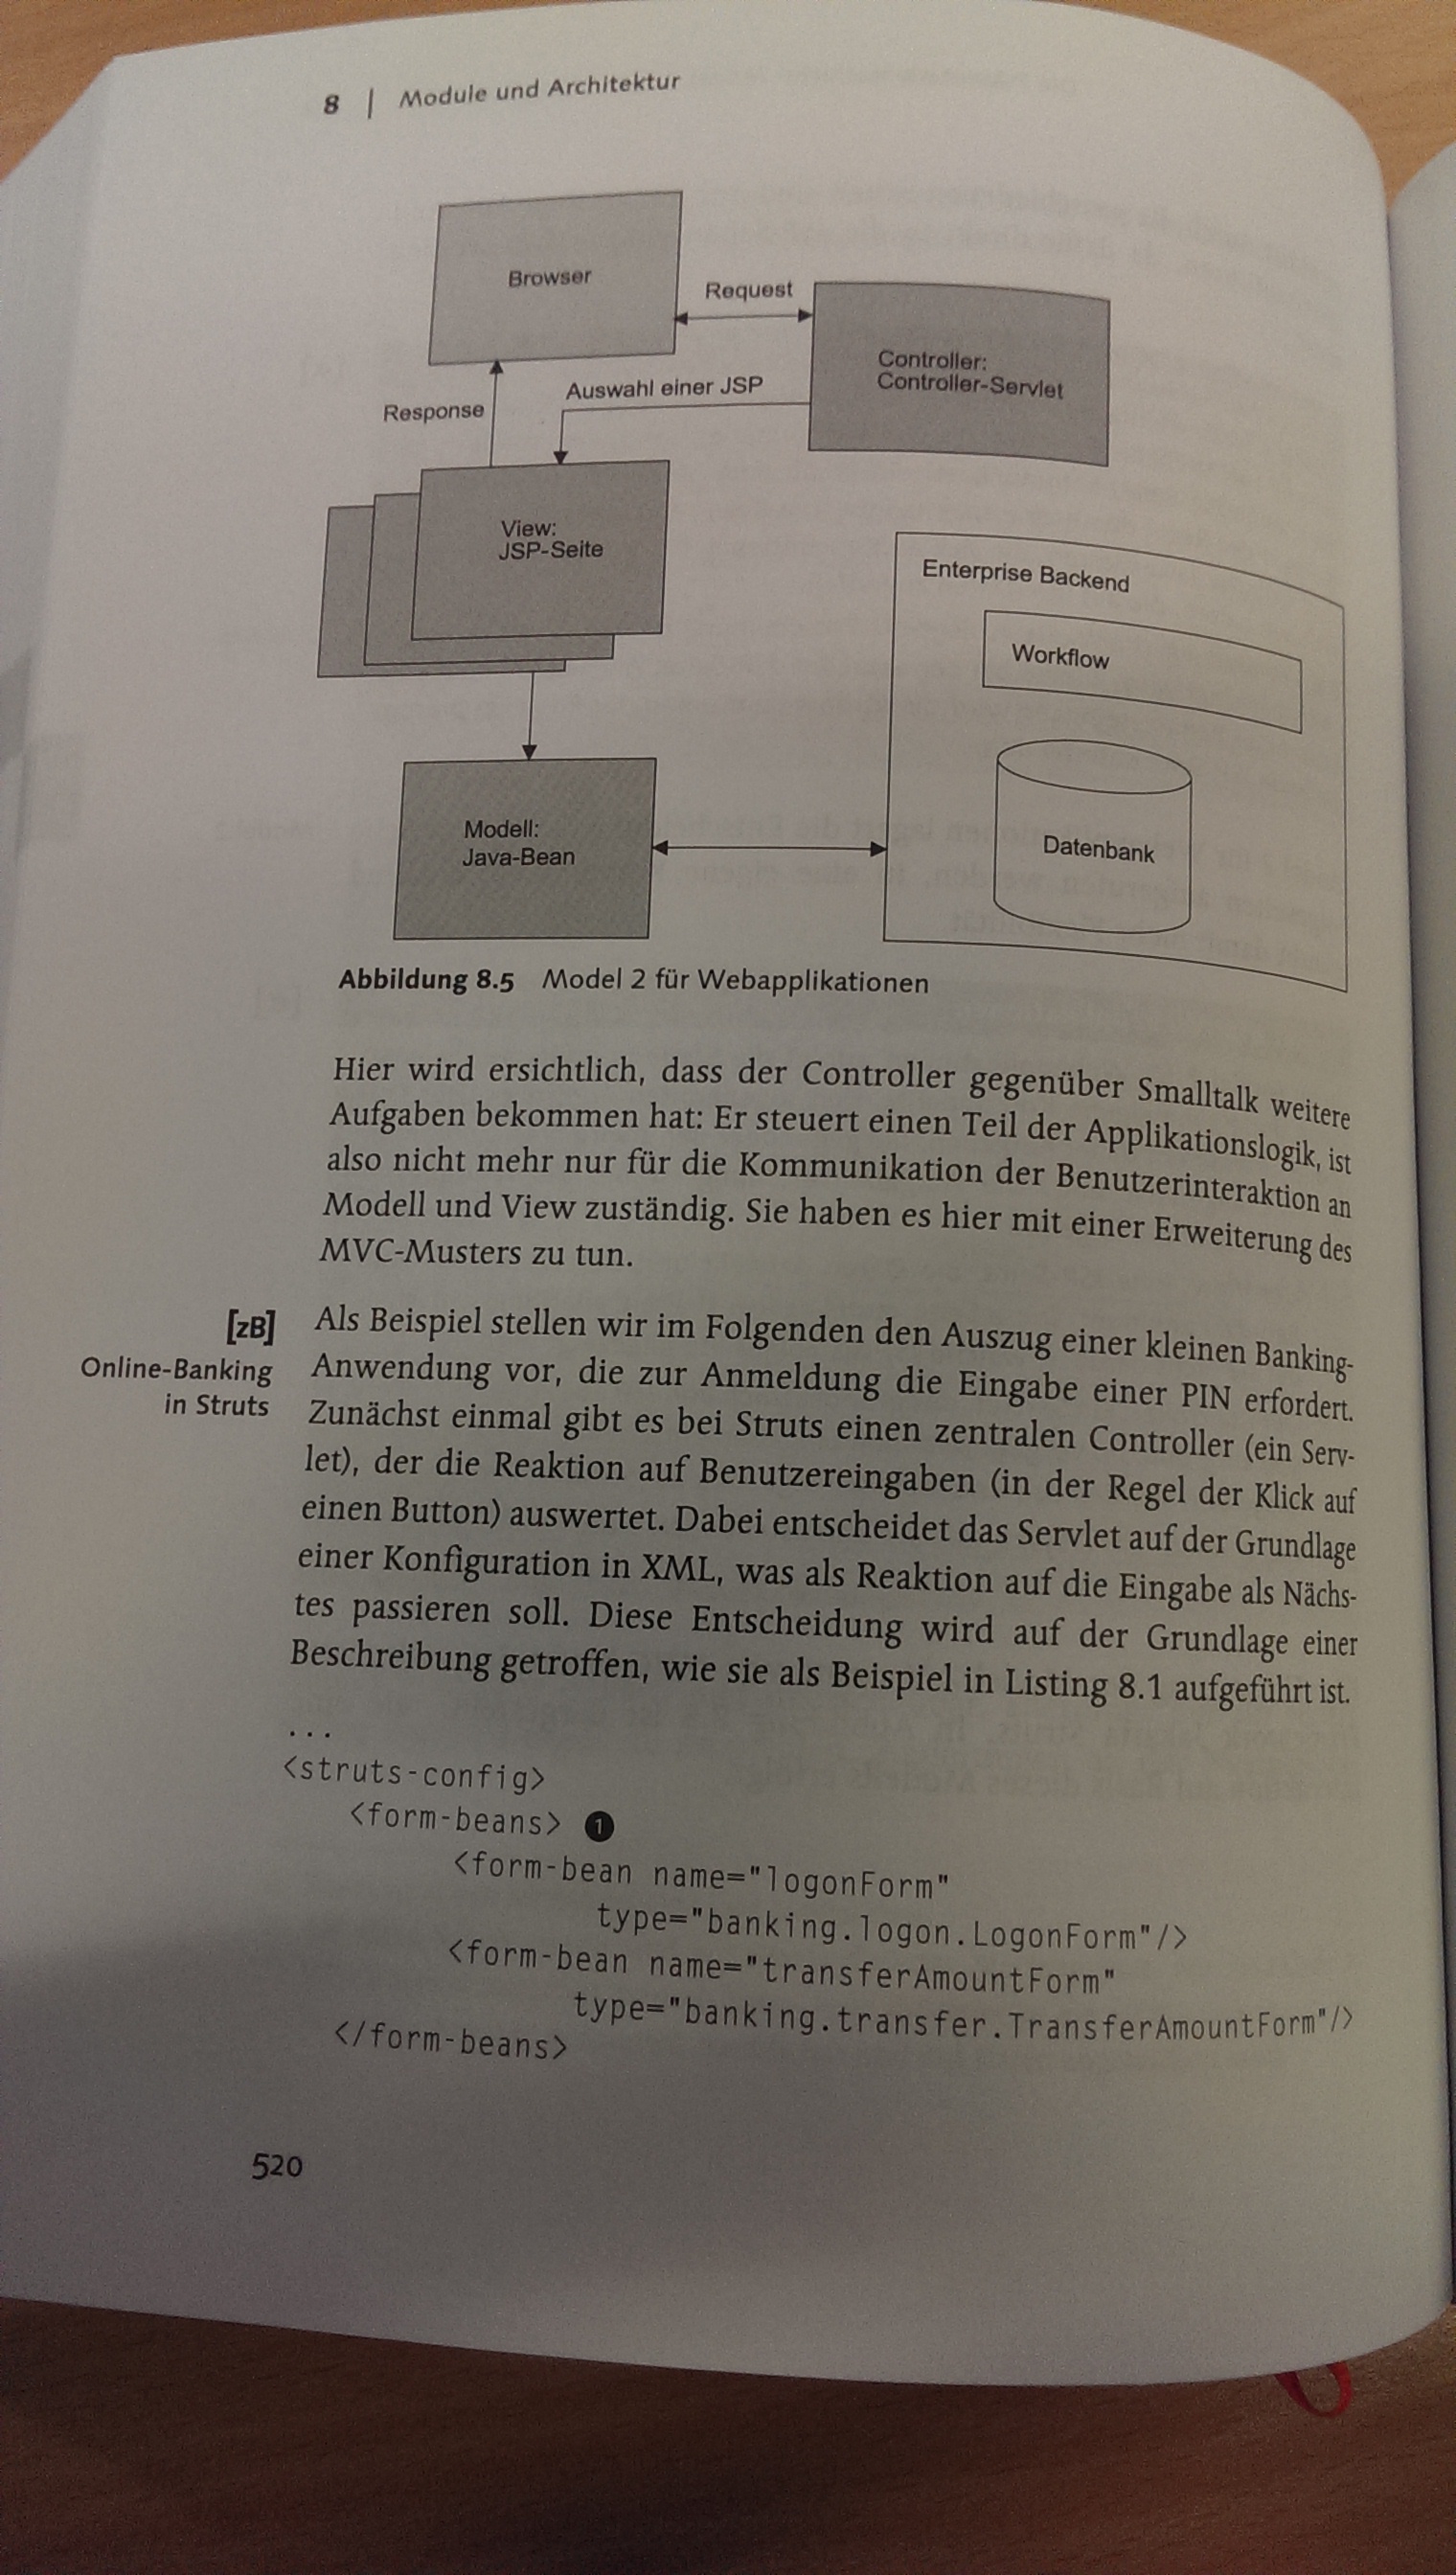 8 | Module und Architektur
Browser
Request
Controller:
Controller-Servlet
Auswahl einer JSP
Response
View:
JSP-Seite
Enterprise Backend
Workflow
Modell:
Java-Bean
Datenbank
Abbildung 8.5 Model 2 für Webapplikationen
Hier wird ersichtlich, dass der Controller gegenüber Smalltalk weitere
Aufgaben bekommen hat: Er steuert einen Teil der Applikationslogik, ist
also nicht mehr nur für die Kommunikation der Benutzerinteraktion an
Modell und View zuständig. Sie haben es hier mit einer Erweiterung des
MVC-Musters zu tun.
[zB]
Online-Banking
in Struts
Als Beispiel stellen wir im Folgenden den Auszug einer kleinen Banking-
Anwendung vor, die zur Anmeldung die Eingabe einer PIN erfordert.
Zunächst einmal gibt es bei Struts einen zentralen Controller (ein Serv-
let), der die Reaktion auf Benutzereingaben (in der Regel der Klick auf
einen Button) auswertet. Dabei entscheidet das Servlet auf der Grundlage
einer Konfiguration in XML, was als Reaktion auf die Eingabe als Nächs-
tes passieren soll. Diese Entscheidung wird auf der Grundlage einer
Beschreibung getroffen, wie sie als Beispiel in Listing 8.1 aufgeführt ist.
...
<struts-config>
<form-beans> 1
<form-bean name="logonForm"
type="banking.logon.LogonForm"/>
<form-bean name="transferAmountForm"
type="banking.transfer.TransferAmountForm"/>
</form-beans>
520